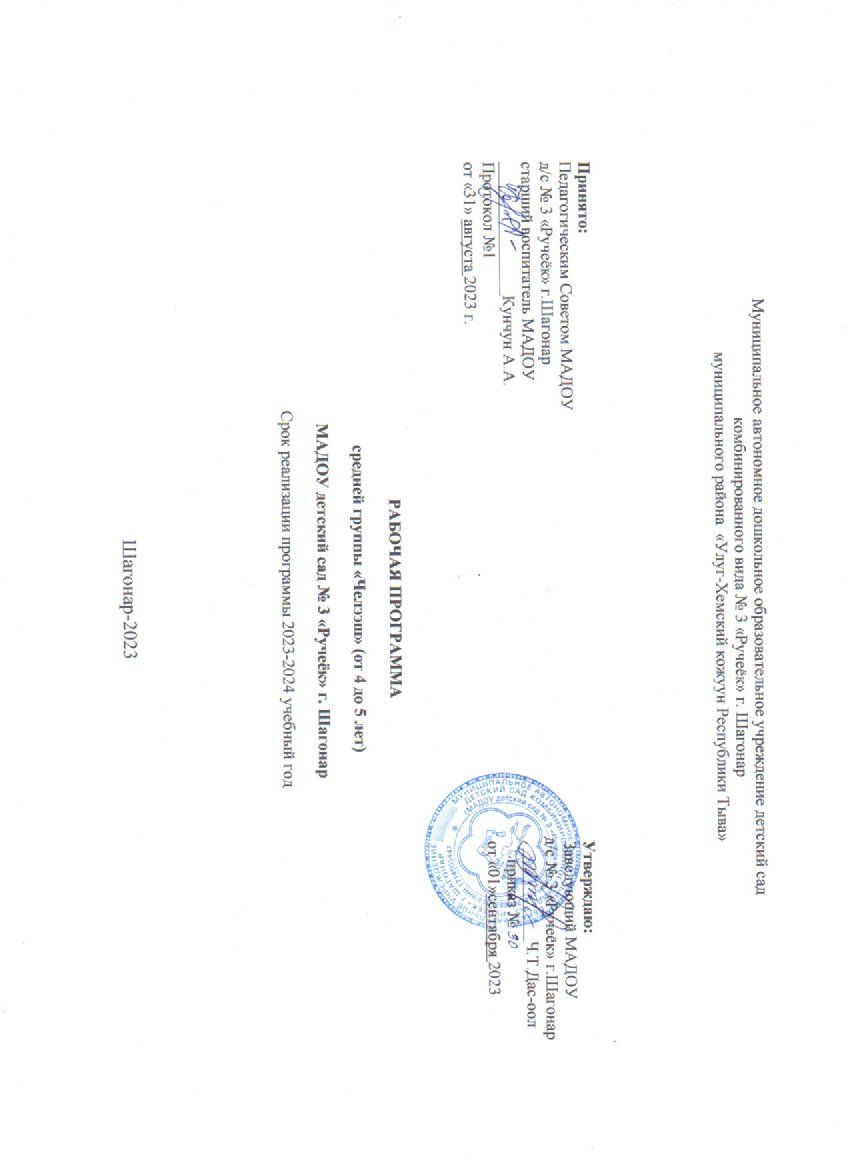 Муниципальное автономное дошкольное образовательное учреждение детский сад
комбинированного вида № 3 «Ручеёк» г. Шагонар
муниципального района «Улуг-Хемский кожуун Республики Тыва»
Принято:
Педагогическим Советом МАДОУ
д/с № 3 «Ручеёк» г.Шагонар
старший воспитатель МАДОУ
Кунчун А.А.
Протокол №1
от «31» августа 2023 г.
Утверждаю:
Заведующий МАДОУ
д/с № 3 «Ручеёк» г.Шагонар
Ч.Т.Дас-оол
приказ № 30
от «01»сентября 2023
РАБОЧАЯ ПРОГРАММА
средней группы «Челээш» (от 4 до 5 лет)
МАДОУ детский сад № 3 «Ручеёк» г. Шагонар
Срок реализации программы 2023-2024 учебный год
Шагонар-2023